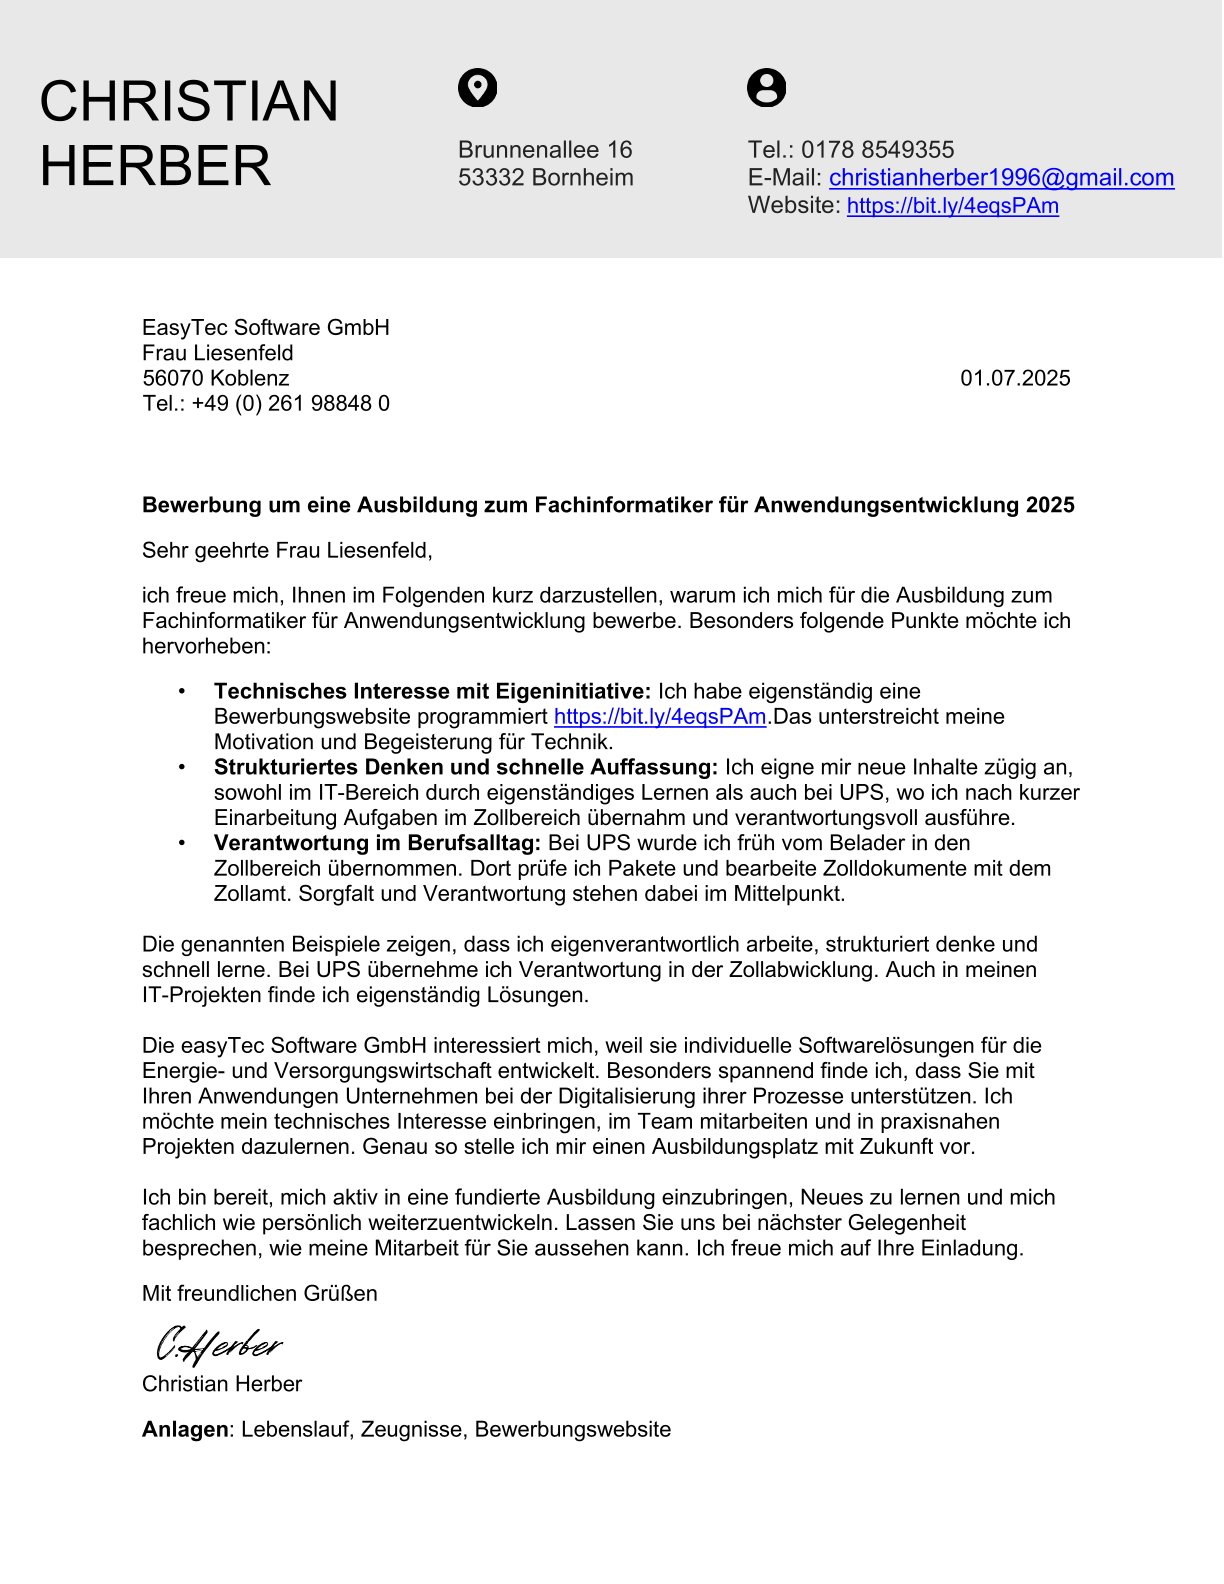 CHRISTIAN
HERBER
Brunnenallee 16
53332 Bornheim
Tel.: 0178 8549355
E-Mail: christianherber1996@gmail.com
Website: https://bit.ly/4eqsPAm
EasyTec Software GmbH
Frau Liesenfeld
56070 Koblenz 01.07.2025
Tel.: +49 (0) 261 98848 0
Bewerbung um eine Ausbildung zum Fachinformatiker für Anwendungsentwicklung 2025
Sehr geehrte Frau Liesenfeld,
ich freue mich, Ihnen im Folgenden kurz darzustellen, warum ich mich für die Ausbildung zum
Fachinformatiker für Anwendungsentwicklung bewerbe. Besonders folgende Punkte möchte ich
hervorheben:
• Technisches Interesse mit Eigeninitiative: Ich habe eigenständig eine
Bewerbungswebsite programmiert https://bit.ly/4eqsPAm.Das unterstreicht meine
Motivation und Begeisterung für Technik.
• Strukturiertes Denken und schnelle Auffassung: Ich eigne mir neue Inhalte zügig an,
sowohl im IT-Bereich durch eigenständiges Lernen als auch bei UPS, wo ich nach kurzer
Einarbeitung Aufgaben im Zollbereich übernahm und verantwortungsvoll ausführe.
• Verantwortung im Berufsalltag: Bei UPS wurde ich früh vom Belader in den
Zollbereich übernommen. Dort prüfe ich Pakete und bearbeite Zolldokumente mit dem
Zollamt. Sorgfalt und Verantwortung stehen dabei im Mittelpunkt.
Die genannten Beispiele zeigen, dass ich eigenverantwortlich arbeite, strukturiert denke und
schnell lerne. Bei UPS übernehme ich Verantwortung in der Zollabwicklung. Auch in meinen
IT-Projekten finde ich eigenständig Lösungen.
Die easyTec Software GmbH interessiert mich, weil sie individuelle Softwarelösungen für die
Energie- und Versorgungswirtschaft entwickelt. Besonders spannend finde ich, dass Sie mit
Ihren Anwendungen Unternehmen bei der Digitalisierung ihrer Prozesse unterstützen. Ich
möchte mein technisches Interesse einbringen, im Team mitarbeiten und in praxisnahen
Projekten dazulernen. Genau so stelle ich mir einen Ausbildungsplatz mit Zukunft vor.
Ich bin bereit, mich aktiv in eine fundierte Ausbildung einzubringen, Neues zu lernen und mich
fachlich wie persönlich weiterzuentwickeln. Lassen Sie uns bei nächster Gelegenheit
besprechen, wie meine Mitarbeit für Sie aussehen kann. Ich freue mich auf Ihre Einladung.
Mit freundlichen Grüßen
C.Herber
Christian Herber
Anlagen: Lebenslauf, Zeugnisse, Bewerbungswebsite